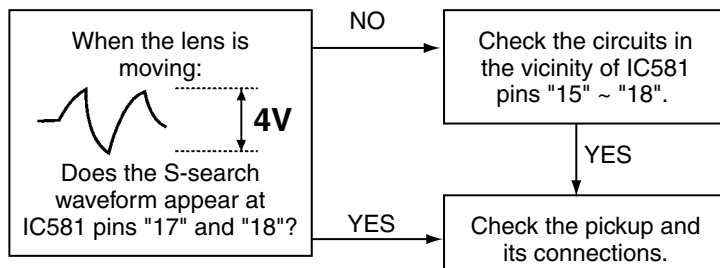 When the lens is
moving:
4V
Does the S-search
waveform appear at
IC581 pins "17" and "18"?
NO
Check the circuits in
the vicinity of IC581
pins "15" ~ "18".
YES
YES
Check the pickup and
its connections.